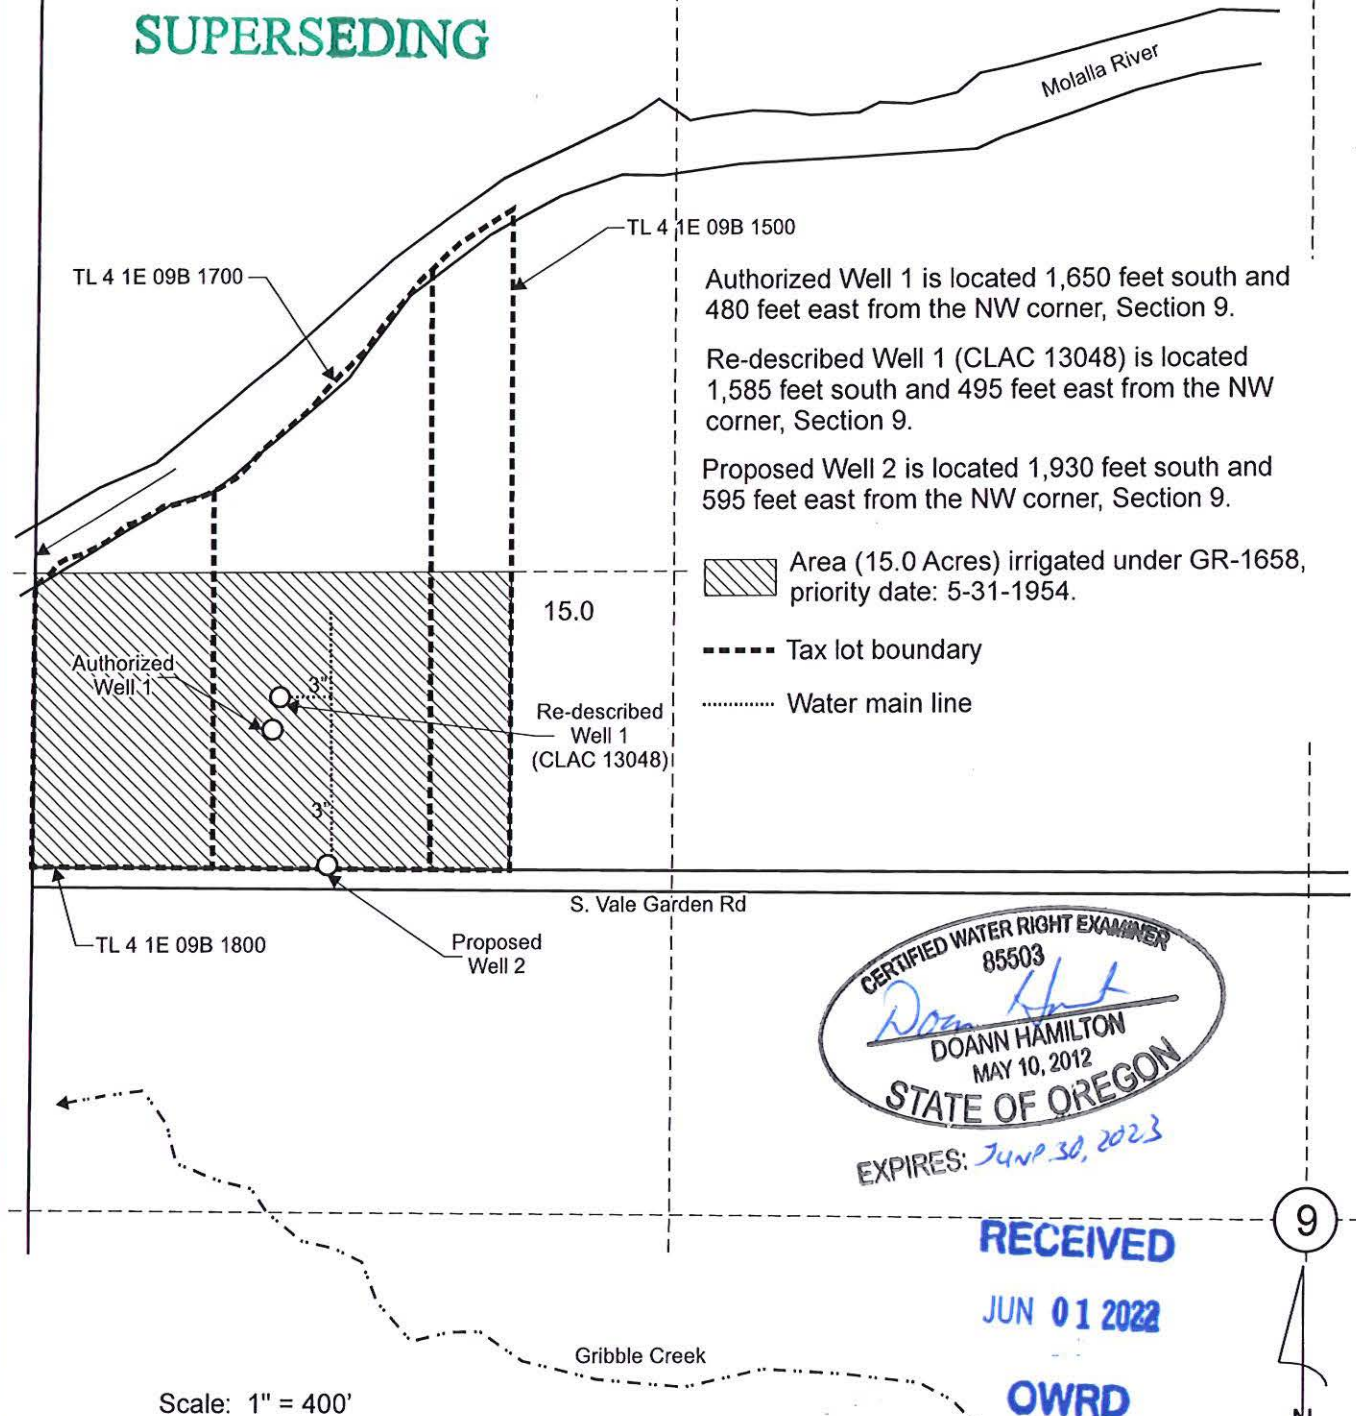 SUPERSEDING
Molalla River
TL 4 1E 09B 1500
TL 4 1E 09B 1700
Authorized Well 1 is located 1,650 feet south and
480 feet east from the NW corner, Section 9.
Re-described Well 1 (CLAC 13048) is located
1,585 feet south and 495 feet east from the NW
corner, Section 9.
Proposed Well 2 is located 1,930 feet south and
595 feet east from the NW corner, Section 9.
Area (15.0 Acres) irrigated under GR-1658,
priority date: 5-31-1954.
Tax lot boundary
Water main line
15.0
Authorized
Well 1
3"
Re-described
Well 1
(CLAC 13048)
3"
S. Vale Garden Rd
TL 4 1E 09B 1800
Proposed
Well 2
CERTIFIED WATER RIGHT EXAMINER
85503
Doann Hamilton
DOANN HAMILTON
MAY 10, 2012
STATE OF OREGON
EXPIRES: June 30, 2023
RECEIVED
JUN 01 2022
OWRD
9
Gribble Creek
Scale: 1" = 400'
N